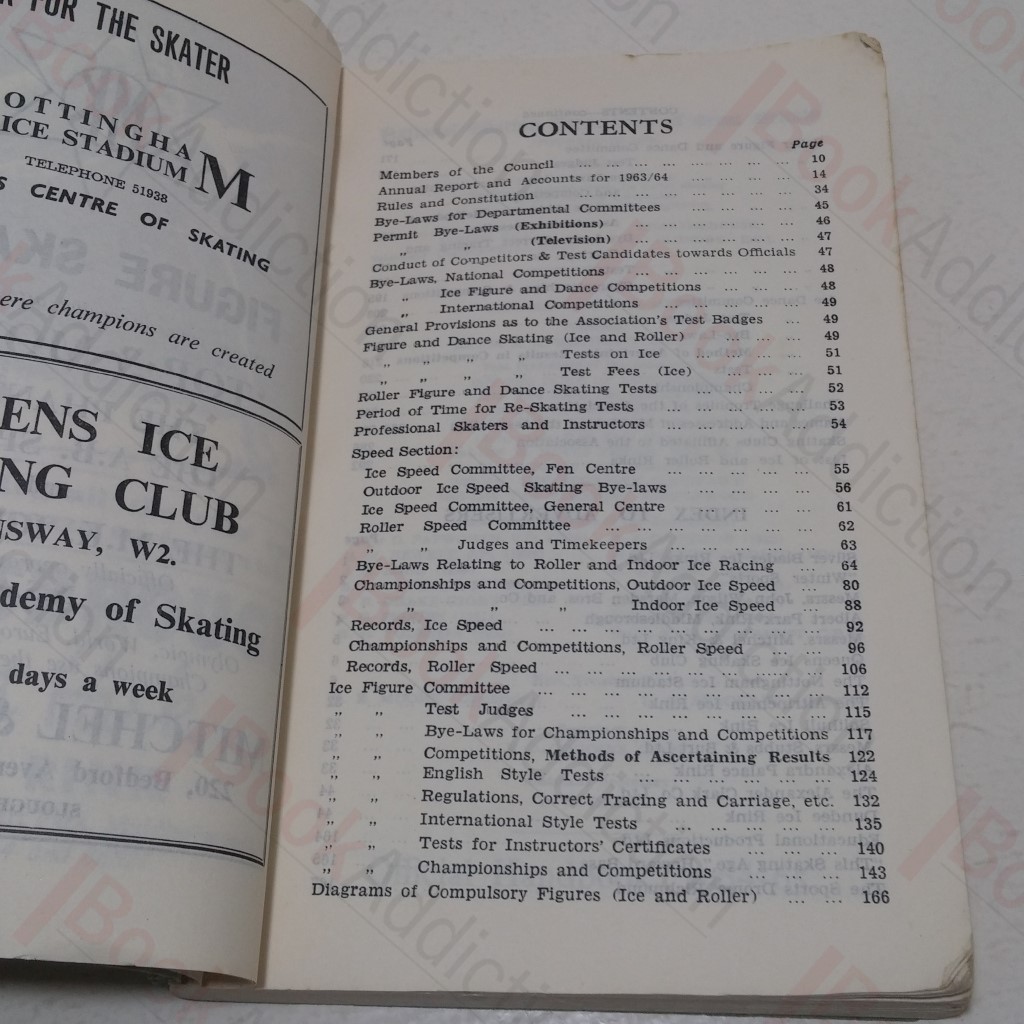 FOR THE SKATER
OTTINGHAM
ICE STADIUM
TELEPHONE 51938
CENTRE OF SKATING
ere champions are created
ENS ICE
NG CLUB
NSWAY, W2.
demy of Skating
days a week
CONTENTS
Page
Members of the Council ... ... ... ... ... ... ... 10
Annual Report and Accounts for 1963/64 ... ... ... 14
Rules and Constitution ... ... ... ... ... ... ... 34
Bye-Laws for Departmental Committees ... ... ... ... 45
Permit Bye-Laws (Exhibitions) ... ... ... ... ... 46
„ „ (Television) ... ... ... ... ... 47
Conduct of Competitors & Test Candidates towards Officials 47
Bye-Laws, National Competitions ... ... ... ... ... 48
„ Ice Figure and Dance Competitions ... ... ... 48
„ International Competitions ... ... ... ... 49
General Provisions as to the Association's Test Badges ... 49
Figure and Dance Skating (Ice and Roller) ... ... ... 49
„ „ „ „ Tests on Ice ... ... ... 51
„ „ „ „ Test Fees (Ice) ... ... 51
Roller Figure and Dance Skating Tests ... ... ... ... 52
Period of Time for Re-Skating Tests ... ... ... ... 53
Professional Skaters and Instructors ... ... ... ... 54
Speed Section:
Ice Speed Committee, Fen Centre ... ... ... ... 55
Outdoor Ice Speed Skating Bye-laws ... ... ... 56
Ice Speed Committee, General Centre ... ... ... 61
Roller Speed Committee ... ... ... ... ... 62
„ „ Judges and Timekeepers ... ... ... ... 63
Bye-Laws Relating to Roller and Indoor Ice Racing ... 64
Championships and Competitions, Outdoor Ice Speed ... 80
„ „ „ Indoor Ice Speed 88
Records, Ice Speed ... ... ... ... ... ... ... 92
Championships and Competitions, Roller Speed ... ... 96
Records, Roller Speed ... ... ... ... ... ... ... 106
Ice Figure Committee ... ... ... ... ... ... ... 112
„ „ Test Judges ... ... ... ... ... ... 115
„ „ Bye-Laws for Championships and Competitions 117
„ „ Competitions, Methods of Ascertaining Results 122
„ „ English Style Tests ... ... ... ... ... 124
„ „ Regulations, Correct Tracing and Carriage, etc. 132
„ „ International Style Tests ... ... ... ... 135
„ „ Tests for Instructors' Certificates ... ... ... 140
„ „ Championships and Competitions ... ... ... 143
Diagrams of Compulsory Figures (Ice and Roller) ... ... 166